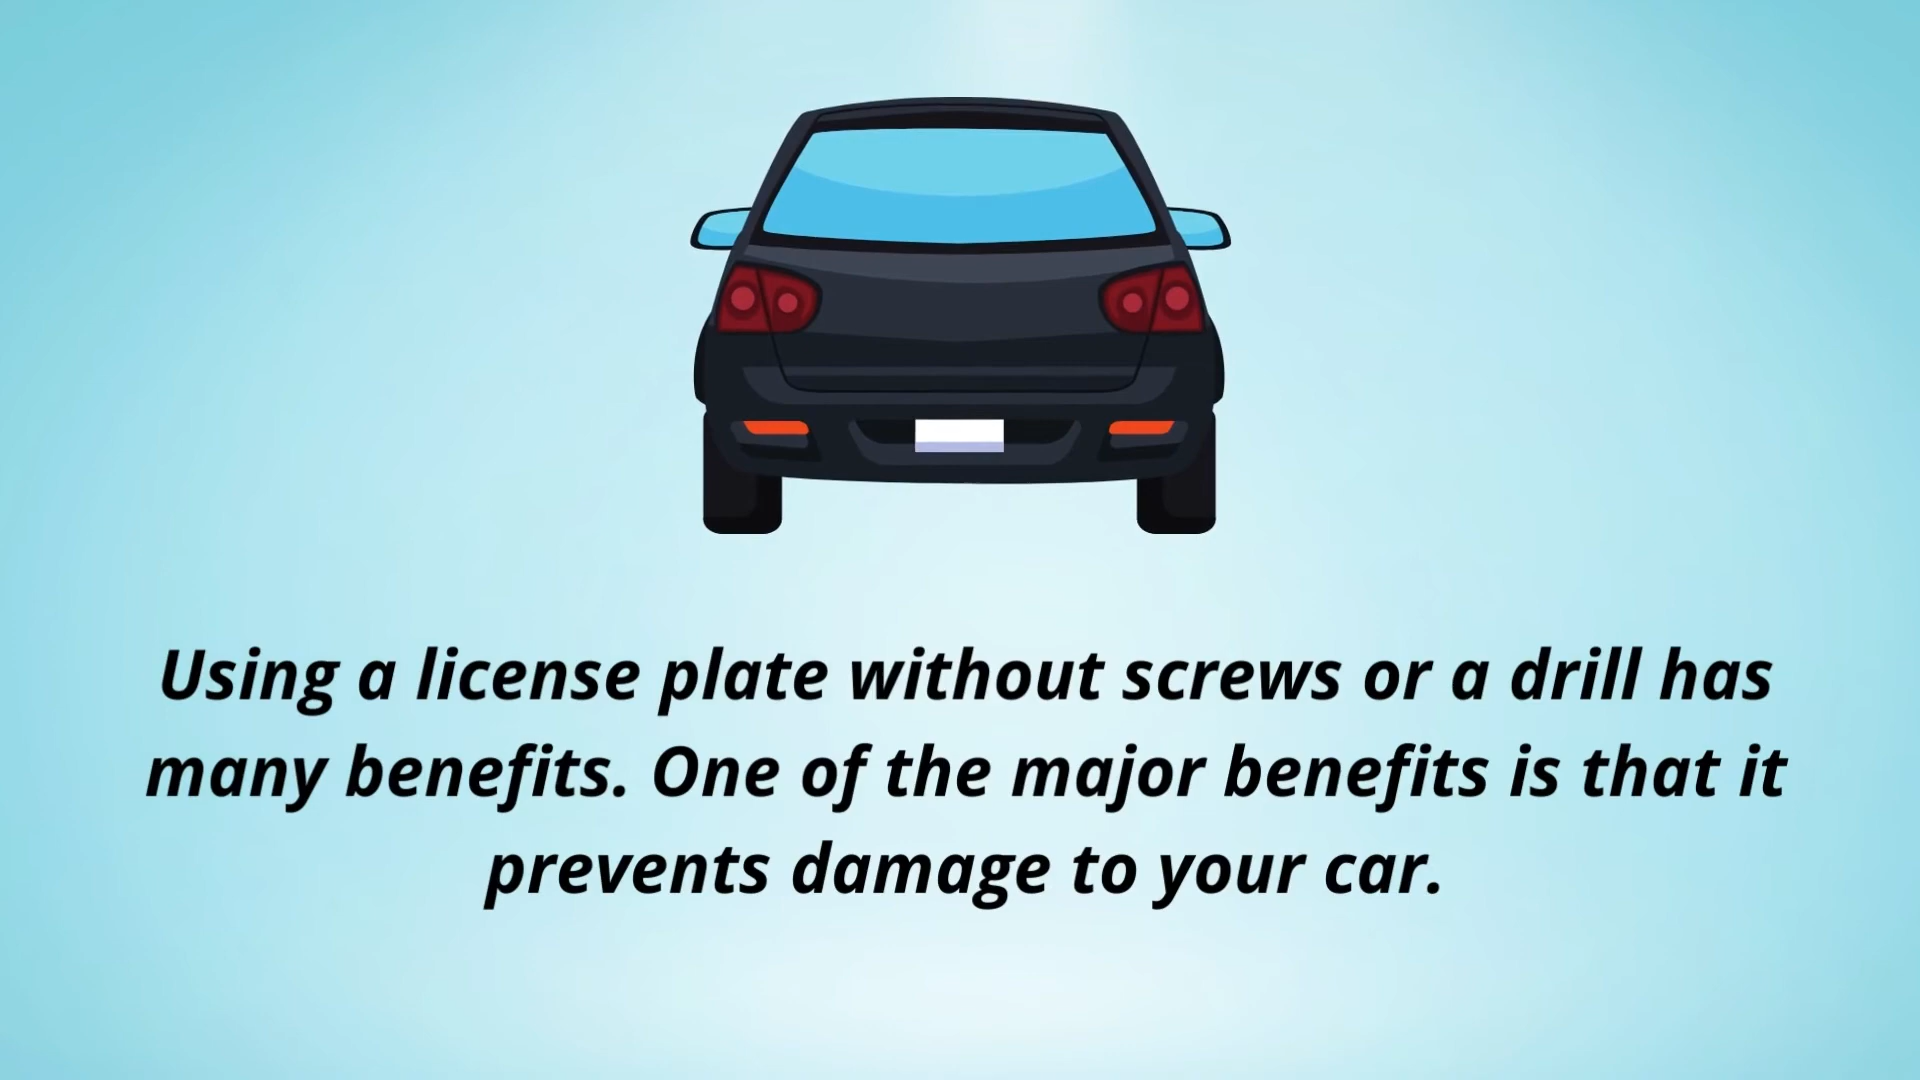 Using a license plate without screws or a drill has
many benefits. One of the major benefits is that it
prevents damage to your car.